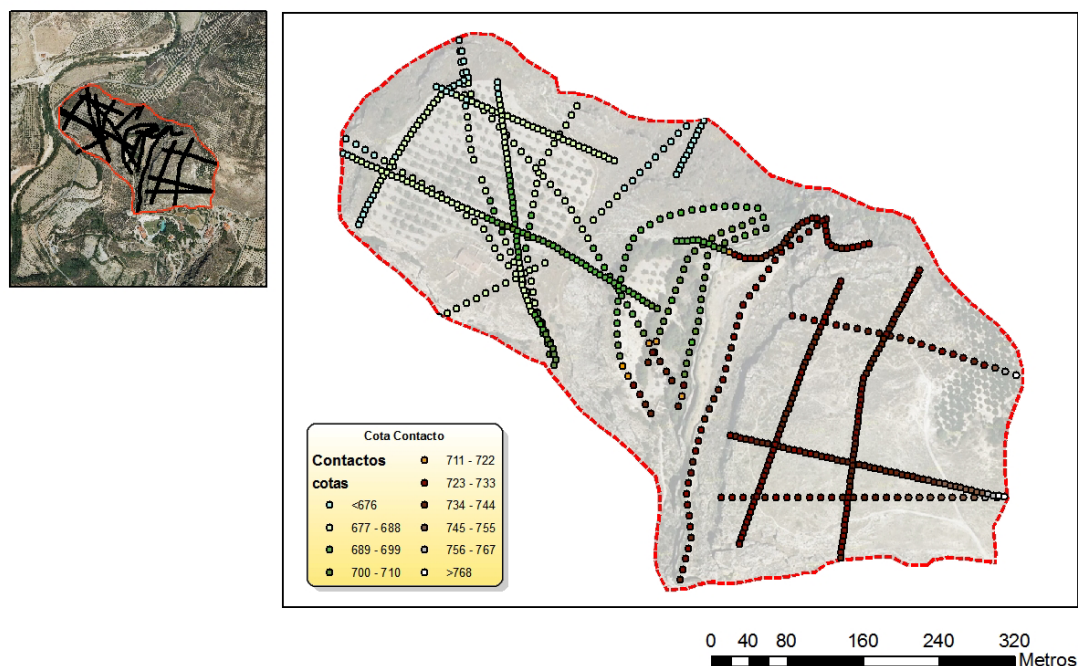 Cota Contacto
Contactos
cotas
<676
677 - 688
689 - 699
700 - 710
711 - 722
723 - 733
734 - 744
745 - 755
756 - 767
>768
0 40 80 160 240 320
Metros